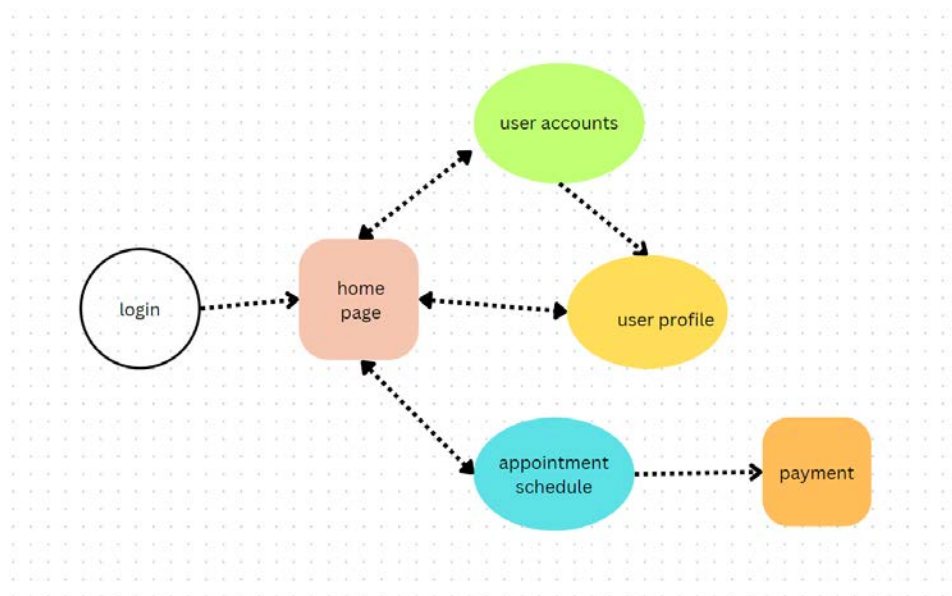 user accounts
login
home
page
user profile
appointment
schedule
payment